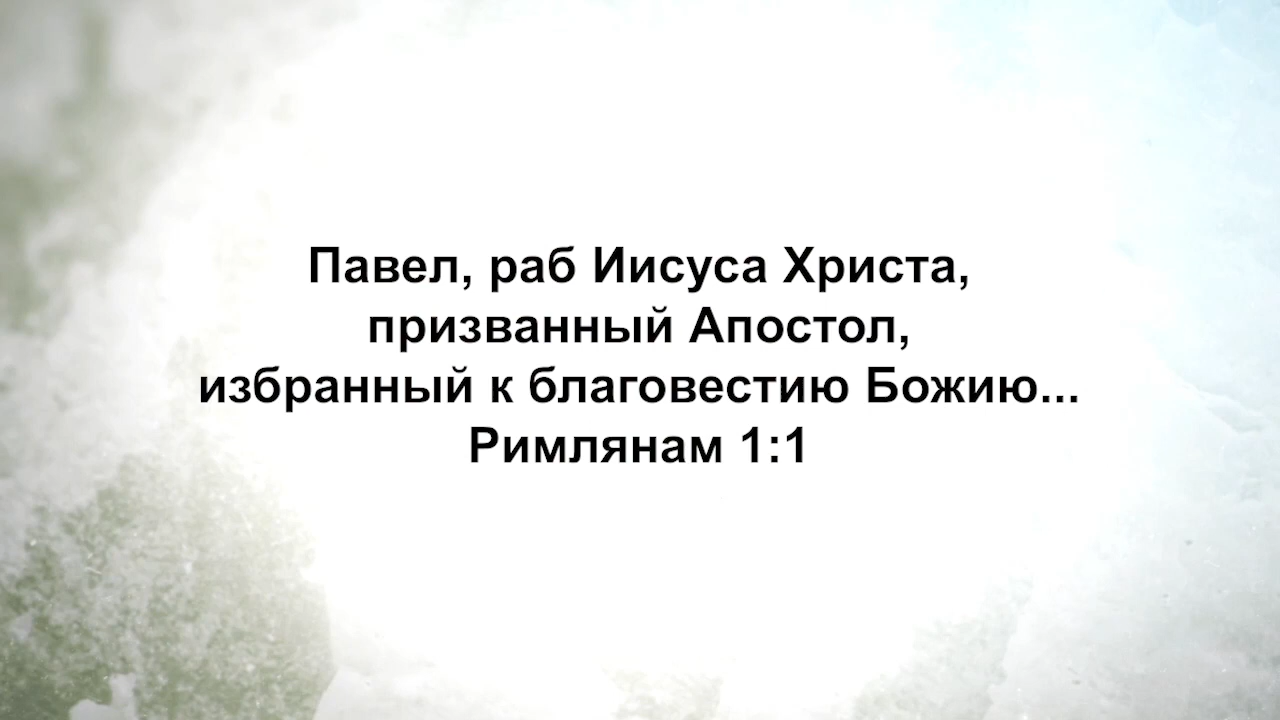 Павел, раб Иисуса Христа,
призванный Апостол,
избранный к благовестию Божию...
Римлянам 1:1